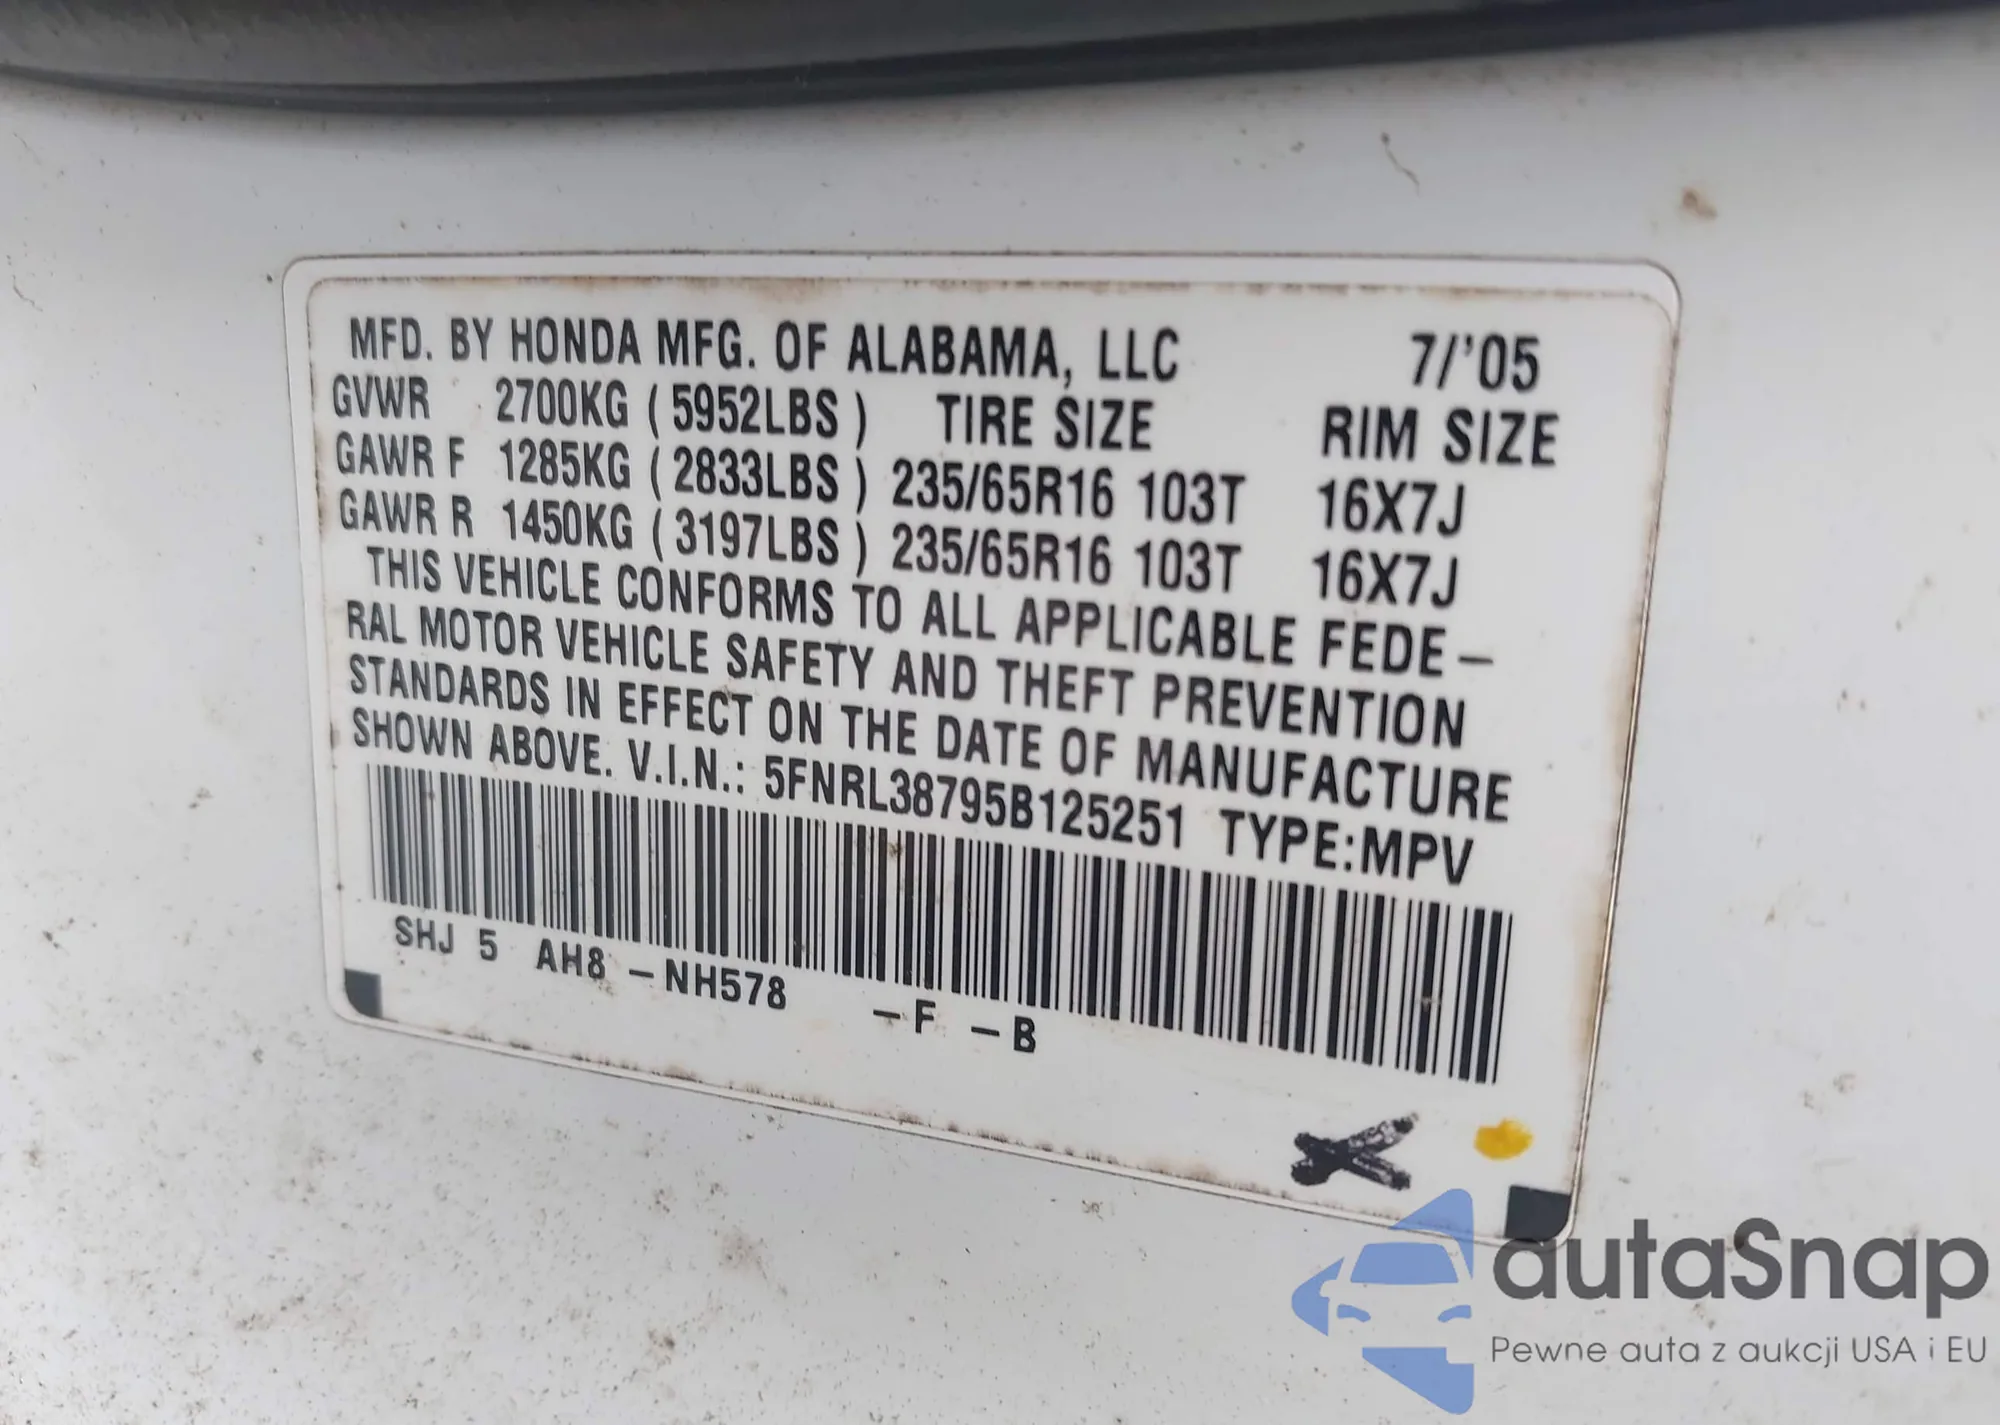 MFD. BY HONDA MFG. OF ALABAMA, LLC 7/'05
GVWR 2700KG ( 5952LBS ) TIRE SIZE RIM SIZE
GAWR F 1285KG ( 2833LBS ) 235/65R16 103T 16X7J
GAWR R 1450KG ( 3197LBS ) 235/65R16 103T 16X7J
THIS VEHICLE CONFORMS TO ALL APPLICABLE FEDE–
RAL MOTOR VEHICLE SAFETY AND THEFT PREVENTION
STANDARDS IN EFFECT ON THE DATE OF MANUFACTURE
SHOWN ABOVE. V.I.N.: 5FNRL38795B125251 TYPE:MPV
SHJ 5 AH8 –NH578 –F –B
autaSnap
Pewne auta z aukcji USA i EU